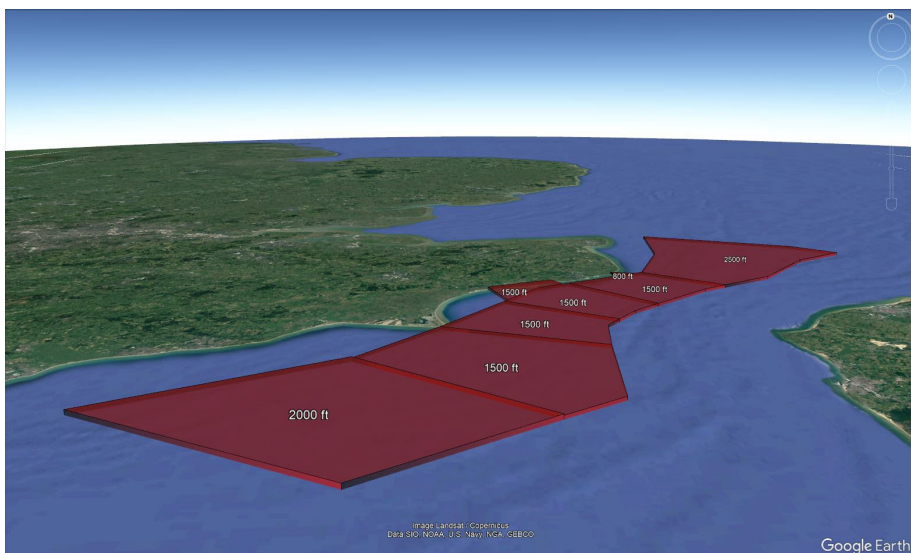 N
2500 ft
800 ft
1500 ft
1500 ft
1500 ft
1500 ft
1500 ft
2000 ft
Image Landsat / Copernicus
Data SIO, NOAA, U.S. Navy, NGA, GEBCO
Google Earth